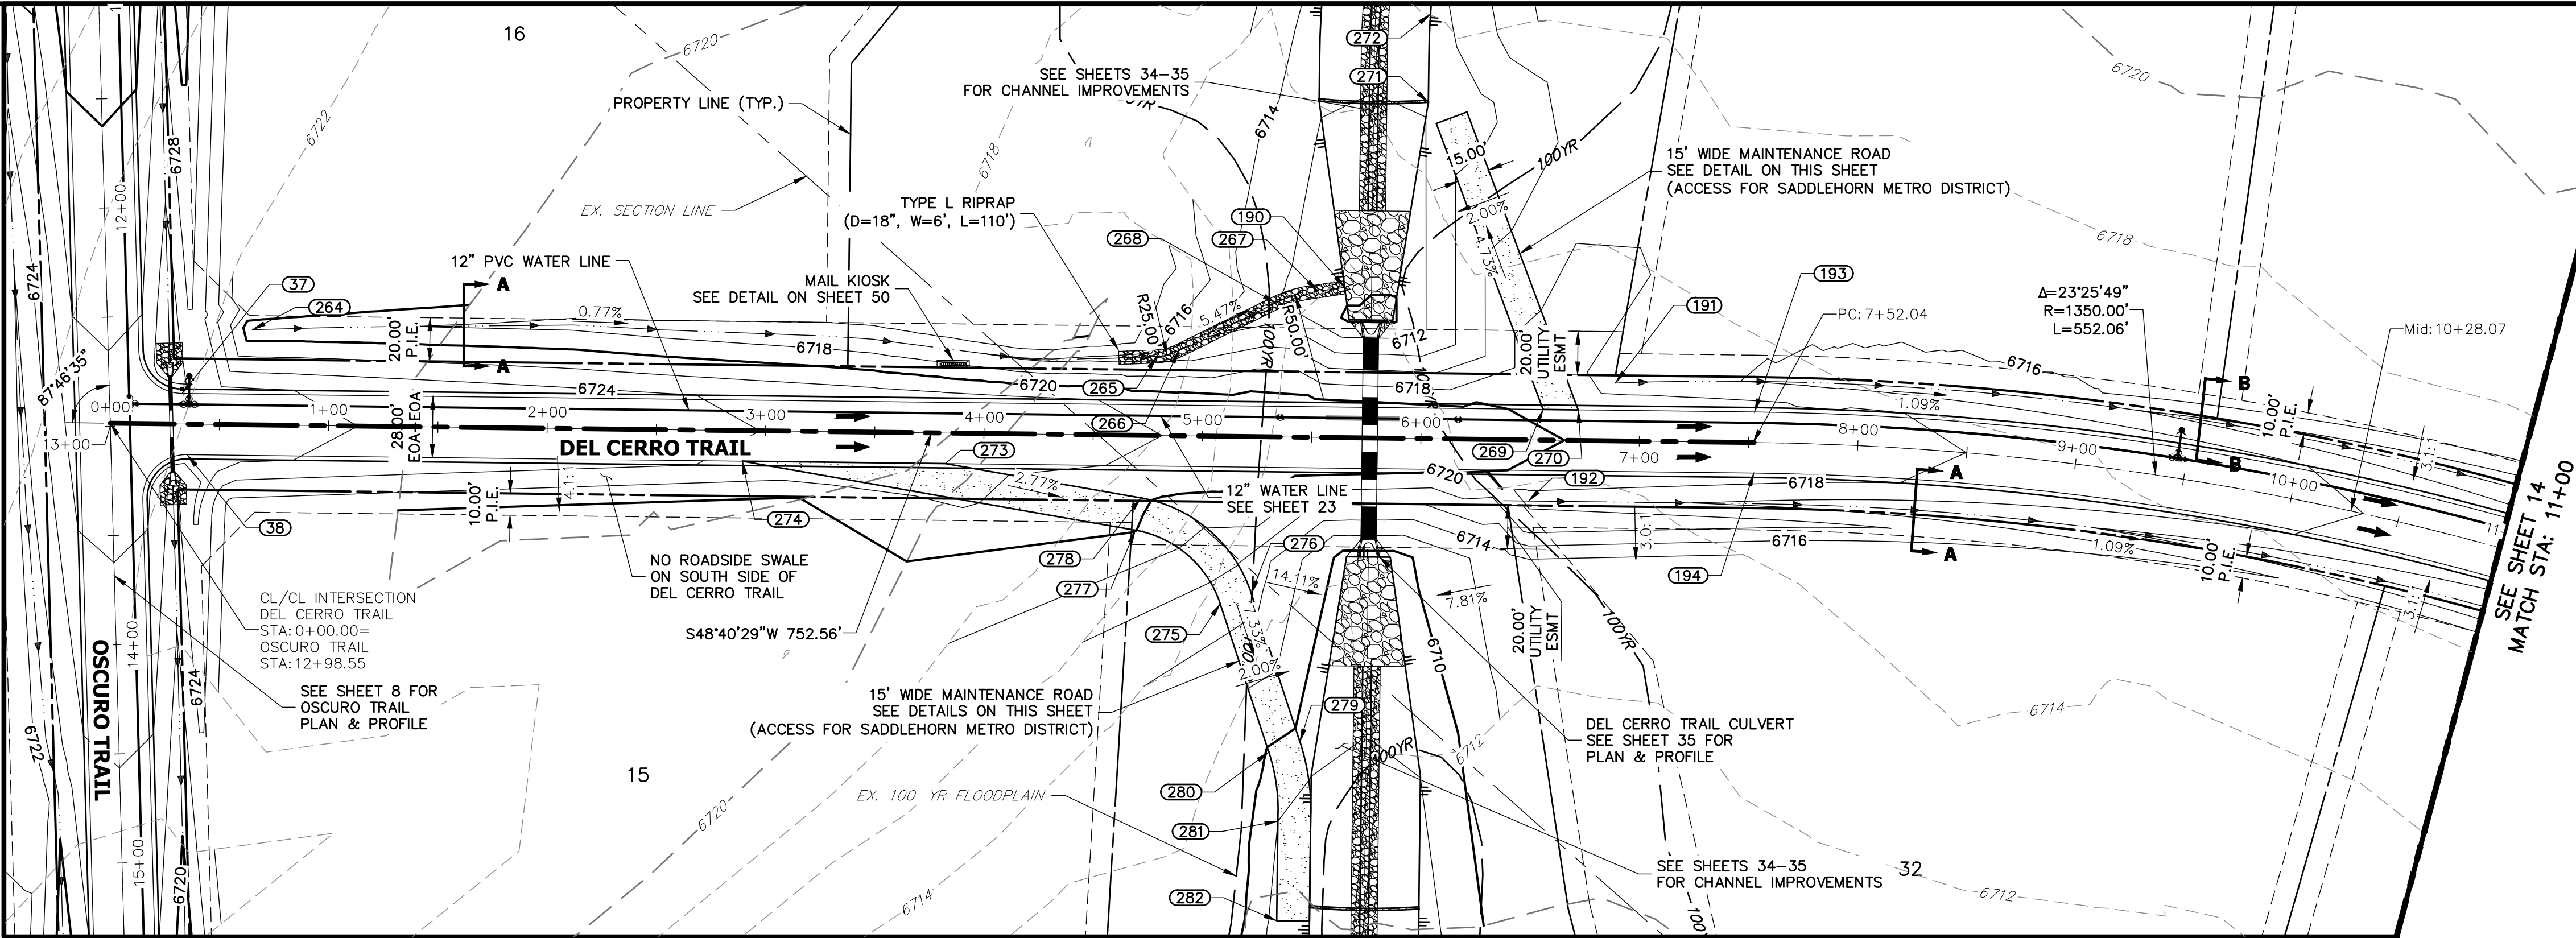 16
6720
272
SEE SHEETS 34-35
FOR CHANNEL IMPROVEMENTS
271
6720
PROPERTY LINE (TYP.)
6722
6728
6714
6718
15.00'
100YR
15' WIDE MAINTENANCE ROAD
SEE DETAIL ON THIS SHEET
(ACCESS FOR SADDLEHORN METRO DISTRICT)
12+00
EX. SECTION LINE
TYPE L RIPRAP
(D=18", W=6', L=110')
190
2.00%
268
267
4.73%
6718
6724
12" PVC WATER LINE
37
A
264
MAIL KIOSK
SEE DETAIL ON SHEET 50
193
191
Δ=23°25'49"
R=1350.00'
L=552.06'
PC: 7+52.04
Mid: 10+28.07
0.77%
R25.00'
6716
5.47%
R50.00'
100YR
6712
20.00'
P.I.E.
6718
A
20.00'
UTILITY
ESMT
6716
B
87°46'35"
6720
265
6718
1.09%
10.00'
P.I.E.
6724
0+00
1+00
2+00
3+00
4+00
5+00
6+00
7+00
8+00
9+00
10+00
11
266
28.00'
EOA-EOA
13+00
DEL CERRO TRAIL
273
269
270
B
3.1:1
2.77%
6720
192
6718
A
4.1:1
10.00'
P.I.E.
12" WATER LINE
SEE SHEET 23
274
38
278
276
6714
3.0:1
6716
1.09%
A
10.00'
P.I.E.
3.1:1
SEE SHEET 14
MATCH STA: 11+00
NO ROADSIDE SWALE
ON SOUTH SIDE OF
DEL CERRO TRAIL
277
14.11%
7.81%
194
CL/CL INTERSECTION
DEL CERRO TRAIL
STA: 0+00.00=
OSCURO TRAIL
STA: 12+98.55
S48°40'29"W 752.56'
275
7.33%
2.00%
6710
20.00'
UTILITY
ESMT
100YR
14+00
OSCURO TRAIL
6724
SEE SHEET 8 FOR
OSCURO TRAIL
PLAN & PROFILE
15' WIDE MAINTENANCE ROAD
SEE DETAILS ON THIS SHEET
(ACCESS FOR SADDLEHORN METRO DISTRICT)
279
DEL CERRO TRAIL CULVERT
SEE SHEET 35 FOR
PLAN & PROFILE
6714
6722
15
100YR
6712
EX. 100-YR FLOODPLAIN
280
6720
281
15+00
6720
SEE SHEETS 34-35
FOR CHANNEL IMPROVEMENTS
32
6712
6714
282